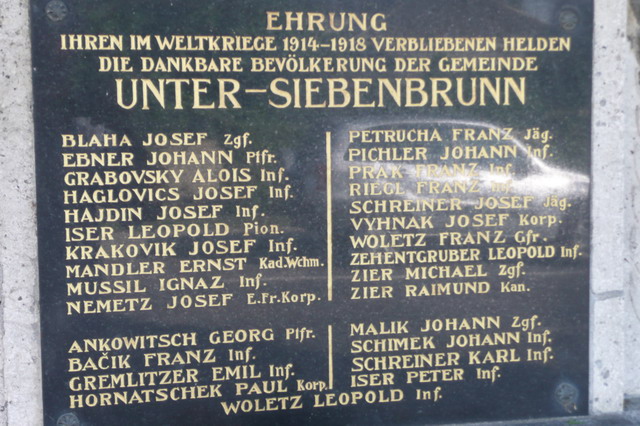 EHRUNG
IHREN IM WELTKRIEGE 1914-1918 VERBLIEBENEN HELDEN
DIE DANKBARE BEVÖLKERUNG DER GEMEINDE
UNTER-SIEBENBRUNN
BLAHA JOSEF Zgf.
EBNER JOHANN Ptfr.
GRABOVSKY ALOIS Inf.
HAGLOVICS JOSEF Inf.
HAJDIN JOSEF Inf.
ISER LEOPOLD Pion.
KRAKOVIK JOSEF Inf.
MANDLER ERNST Kad.Wchm.
MUSSIL IGNAZ Inf.
NEMETZ JOSEF E.Fr.Korp.
PETRUCHA FRANZ Jäg.
PICHLER JOHANN Inf.
PRAK FRANZ Inf.
RIEGL FRANZ Inf.
SCHREINER JOSEF Jäg.
VYHNAK JOSEF Korp.
WOLETZ FRANZ Gfr.
ZEHENTGRUBER LEOPOLD Inf.
ZIER MICHAEL Zgf.
ZIER RAIMUND Kan.
ANKOWITSCH GEORG Ptfr.
BAČIK FRANZ Inf.
GREMLITZER EMIL Inf.
HORNATSCHEK PAUL Korp.
MALIK JOHANN Zgf.
SCHIMEK JOHANN Inf.
SCHREINER KARL Inf.
ISER PETER Inf.
WOLETZ LEOPOLD Inf.